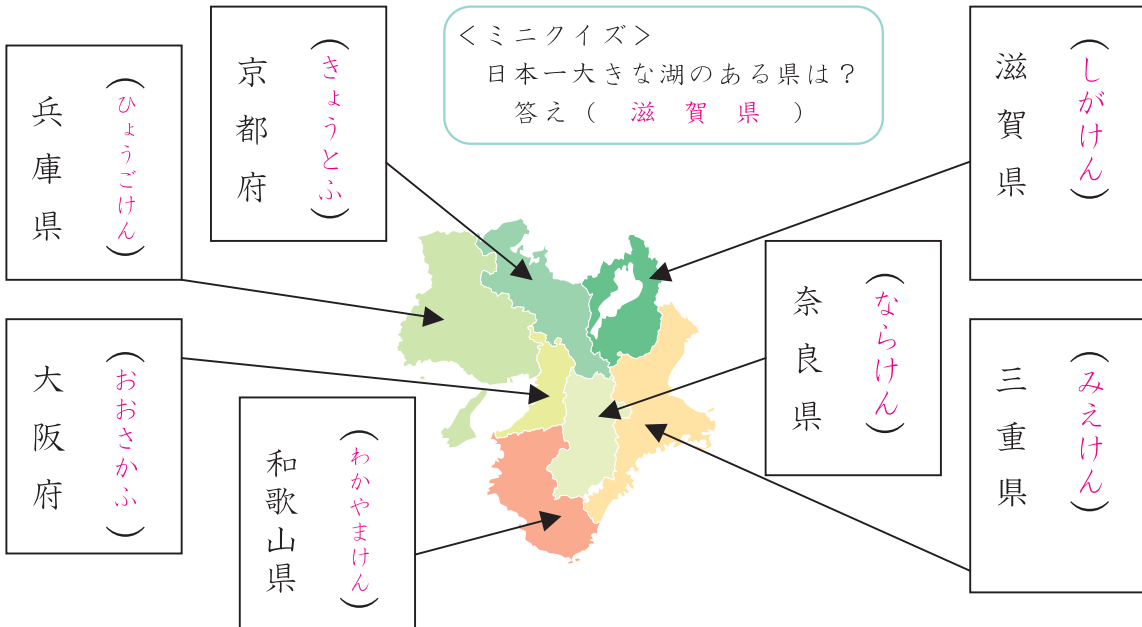 ＜ミニクイズ＞
日本一大きな湖のある県は？
答え（　滋　賀　県　）
滋賀県
（しがけん）
京都府
（きょうとふ）
兵庫県
（ひょうごけん）
奈良県
（ならけん）
三重県
（みえけん）
大阪府
（おおさかふ）
和歌山県
（わかやまけん）